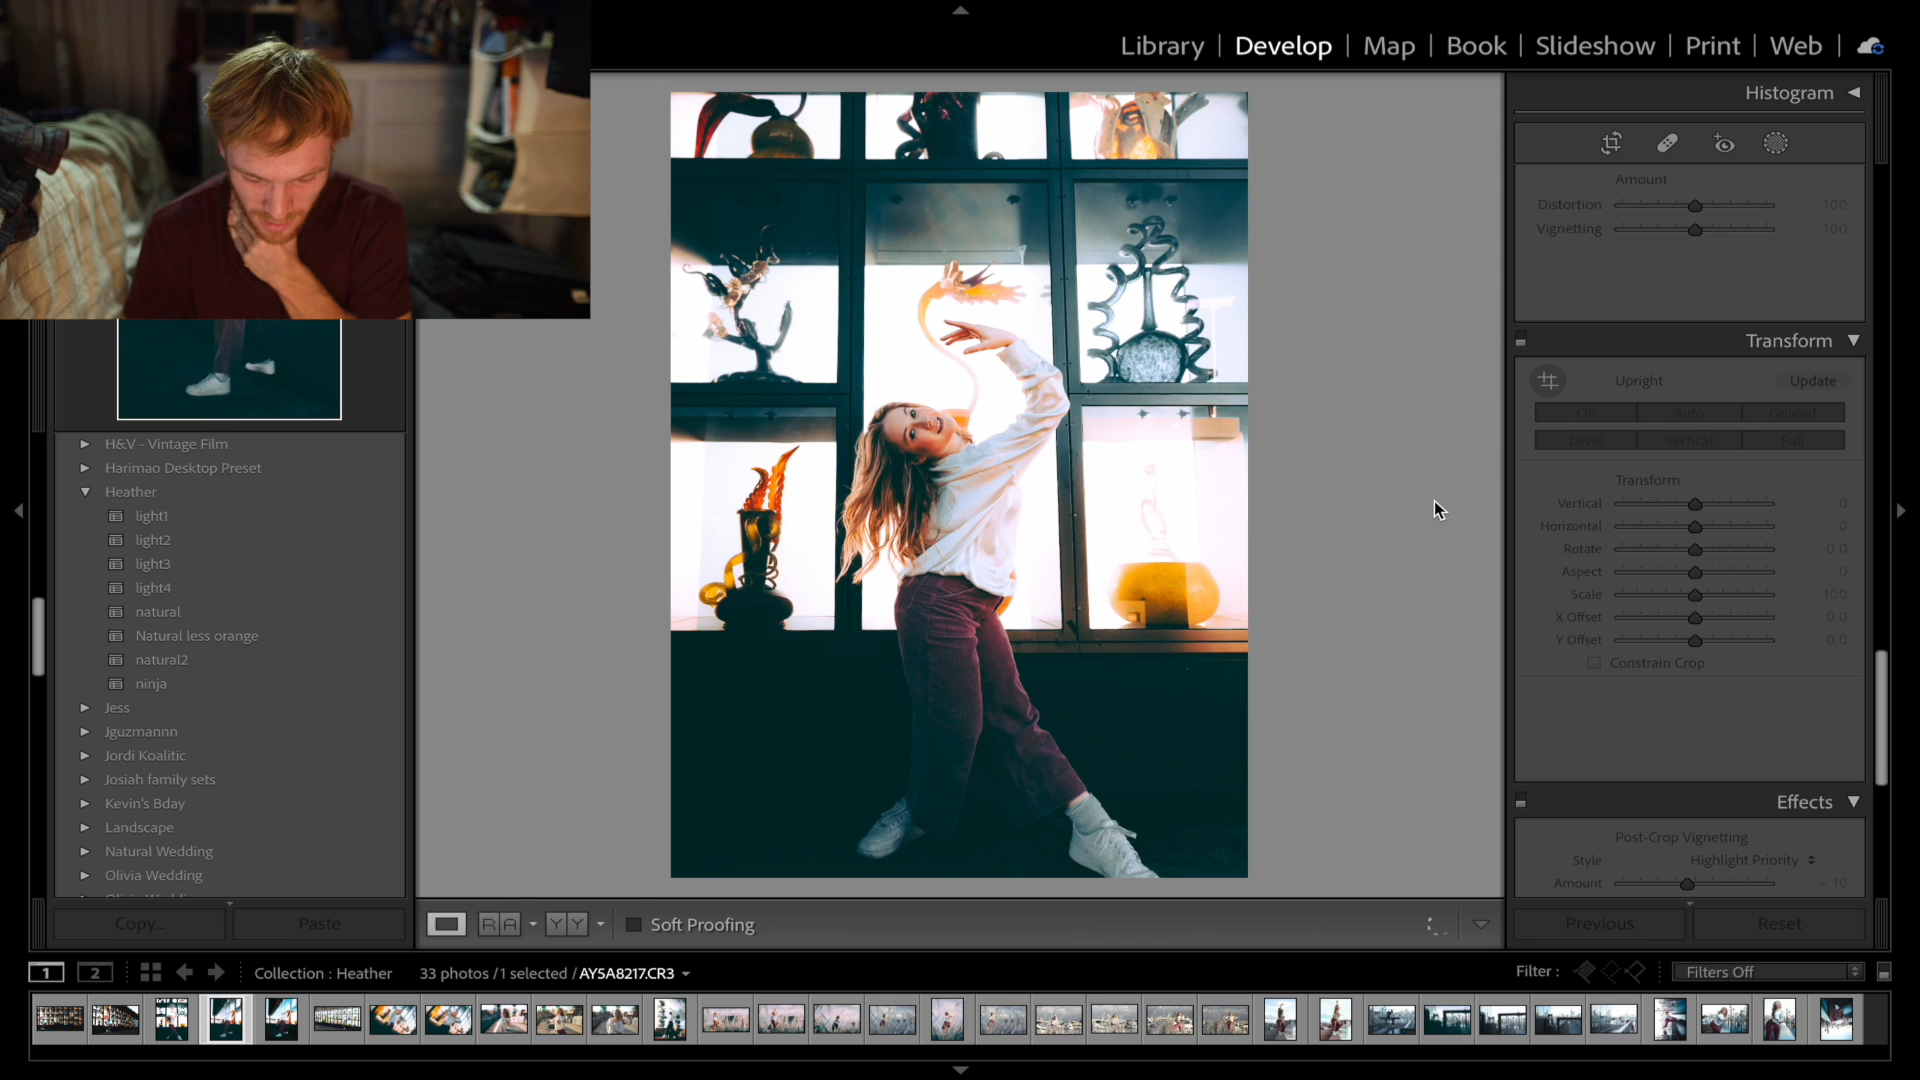 Library | Develop | Map | Book | Slideshow | Print | Web |
Histogram
Amount
Distortion 100
Vignetting 100
Transform
Upright Update
Off Auto Guided
Level Vertical Full
Transform
Vertical 0
Horizontal 0
Rotate 0.0
Aspect 0
Scale 100
X Offset 0.0
Y Offset 0.0
Constrain Crop
Effects
Post-Crop Vignetting
Style Highlight Priority
Amount - 10
Previous Reset
H&V - Vintage Film
Harimao Desktop Preset
Heather
light1
light2
light3
light4
natural
Natural less orange
natural2
ninja
Jess
Jguzmannn
Jordi Koalitic
Josiah family sets
Kevin's Bday
Landscape
Natural Wedding
Olivia Wedding
Copy... Paste
R A Y Y Soft Proofing
1 2 Collection : Heather 33 photos /1 selected /AY5A8217.CR3
Filter : Filters Off